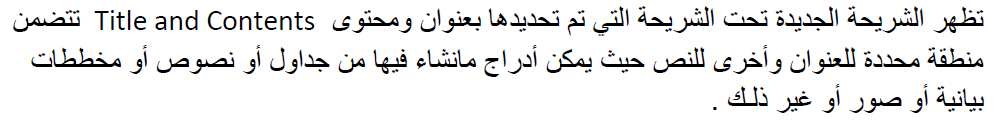 تظهر الشريحة الجديدة تحت الشريحة التي تم تحديدها بعنوان ومحتوى Title and Contents تتضمن
منطقة محددة للعنوان وأخرى للنص حيث يمكن أدراج مانشاء فيها من جداول أو نصوص أو مخططات
بيانية أو صور أو غير ذلك .